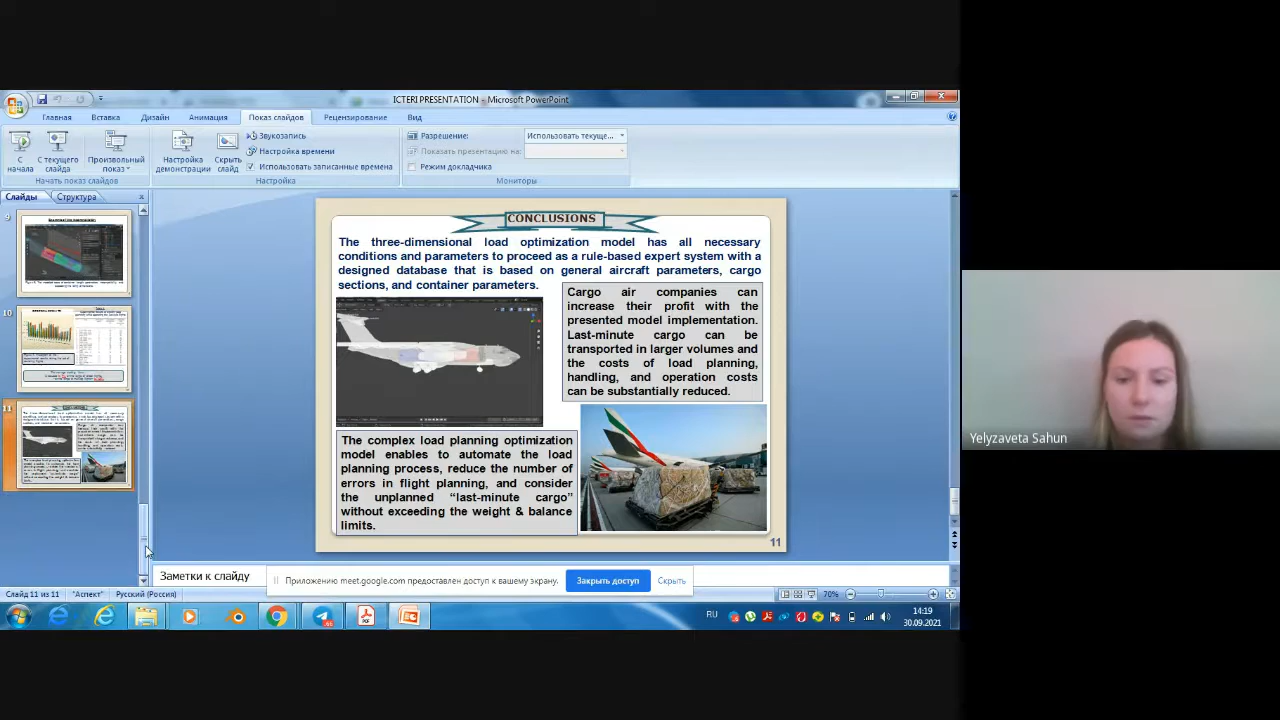 ICTERI PRESENTATION - Microsoft PowerPoint
Главная Вставка Дизайн Анимация Показ слайдов Рецензирование Вид
С начала
С текущего слайда
Произвольный показ
Настройка демонстрации
Скрыть слайд
Звукозапись
Настройка времени
Использовать записанные времена
Разрешение: Использовать текуще...
Показать презентацию на:
Режим докладчика
Начать показ слайдов Настройка Мониторы
Слайды Структура
9
10
11
CONCLUSIONS
The three-dimensional load optimization model has all necessary
conditions and parameters to proceed as a rule-based expert system with a
designed database that is based on general aircraft parameters, cargo
sections, and container parameters.
Cargo air companies can
increase their profit with the
presented model implementation.
Last-minute cargo can be
transported in larger volumes and
the costs of load planning,
handling, and operation costs
can be substantially reduced.
The complex load planning optimization
model enables to automate the load
planning process, reduce the number of
errors in flight planning, and consider
the unplanned “last-minute cargo”
without exceeding the weight & balance
limits.
11
Yelyzaveta Sahun
Заметки к слайду
Приложению meet.google.com предоставлен доступ к вашему экрану. Закрыть доступ Скрыть
Слайд 11 из 11 "Аспект" Русский (Россия) 70%
RU
14:19
30.09.2021